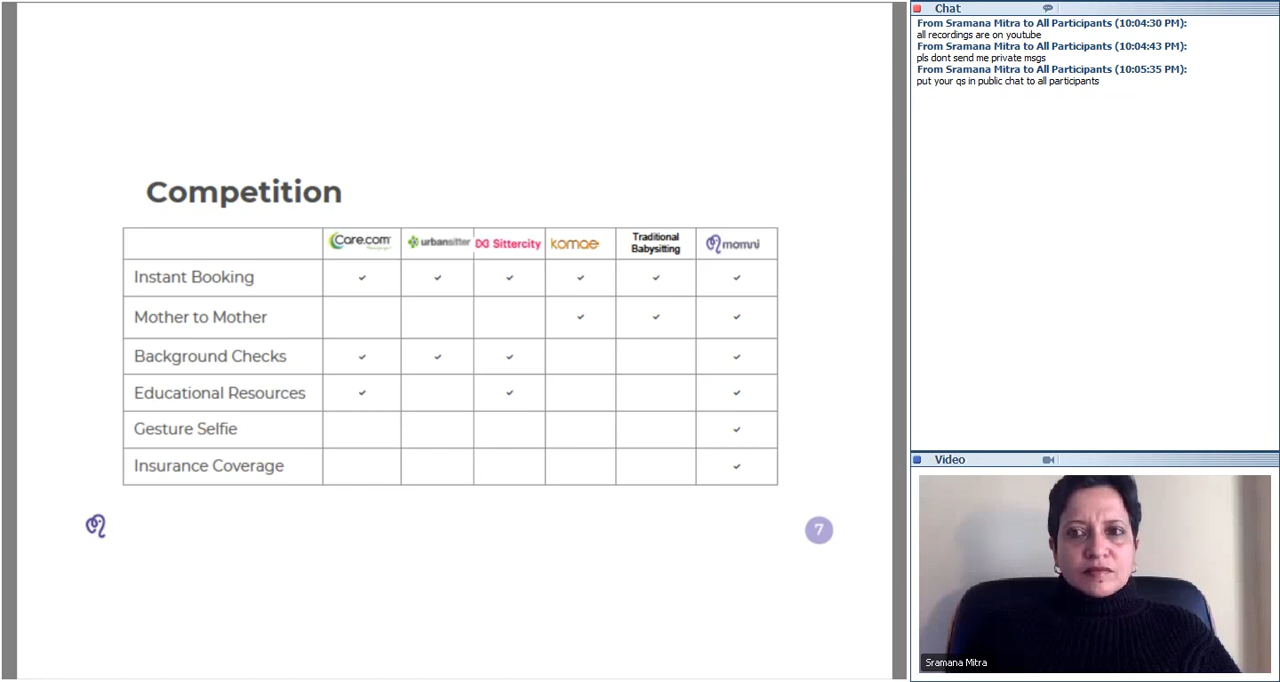 Competition
Care.com
urbansitter
Sittercity
komae
Traditional
Babysitting
momni
Instant Booking
Mother to Mother
Background Checks
Educational Resources
Gesture Selfie
Insurance Coverage
7
Chat
From Sramana Mitra to All Participants (10:04:30 PM):
all recordings are on youtube
From Sramana Mitra to All Participants (10:04:43 PM):
pls dont send me private msgs
From Sramana Mitra to All Participants (10:05:35 PM):
put your qs in public chat to all participants
Video
Sramana Mitra